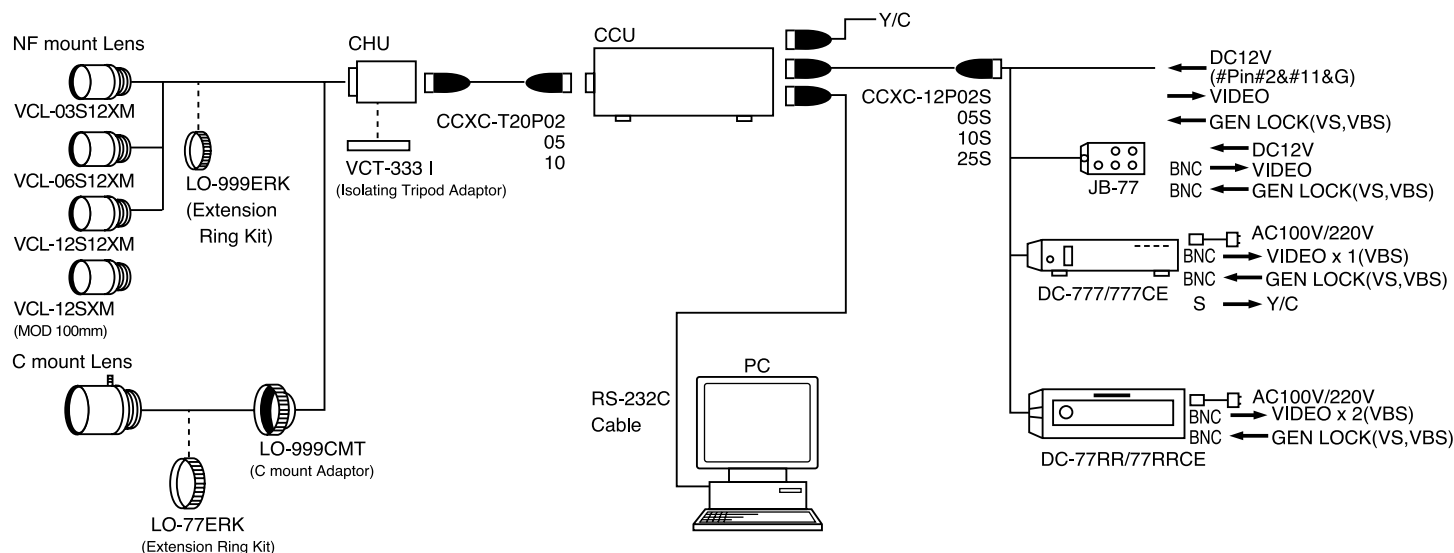 NF mount Lens
VCL-03S12XM
VCL-06S12XM
VCL-12S12XM
VCL-12SXM
(MOD 100mm)
C mount Lens
LO-999ERK
(Extension
Ring Kit)
LO-999CMT
(C mount Adaptor)
LO-77ERK
(Extension Ring Kit)
CHU
VCT-333 I
(Isolating Tripod Adaptor)
CCXC-T20P02
05
10
CCU
Y/C
RS-232C
Cable
PC
CCXC-12P02S
05S
10S
25S
DC12V
(#Pin#2&#11&G)
VIDEO
GEN LOCK(VS,VBS)
JB-77
DC12V
BNC VIDEO
BNC GEN LOCK(VS,VBS)
DC-777/777CE
AC100V/220V
BNC VIDEO x 1(VBS)
BNC GEN LOCK(VS,VBS)
S Y/C
DC-77RR/77RRCE
AC100V/220V
BNC VIDEO x 2(VBS)
BNC GEN LOCK(VS,VBS)